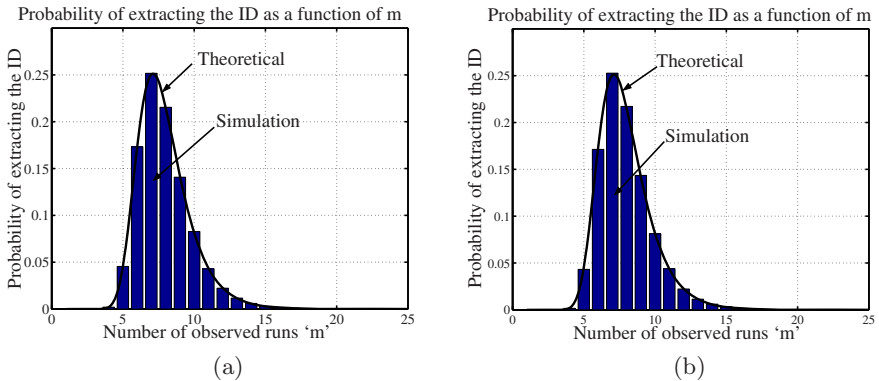 Probability of extracting the ID as a function of m
Probability of extracting the ID
0.25
0.2
0.15
0.1
0.05
0
Theoretical
Simulation
0 5 10 15 20 25
Number of observed runs ‘m’
(a)
Probability of extracting the ID as a function of m
Probability of extracting the ID
0.25
0.2
0.15
0.1
0.05
0
Theoretical
Simulation
0 5 10 15 20 25
Number of observed runs ‘m’
(b)